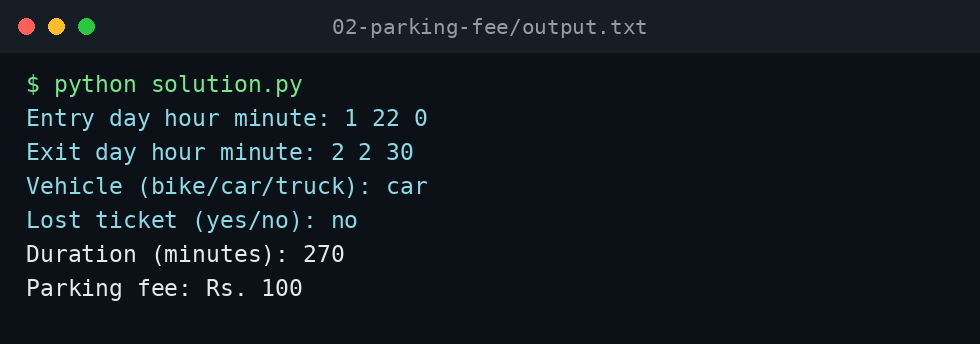 02-parking-fee/output.txt
$ python solution.py
Entry day hour minute: 1 22 0
Exit day hour minute: 2 2 30
Vehicle (bike/car/truck): car
Lost ticket (yes/no): no
Duration (minutes): 270
Parking fee: Rs. 100